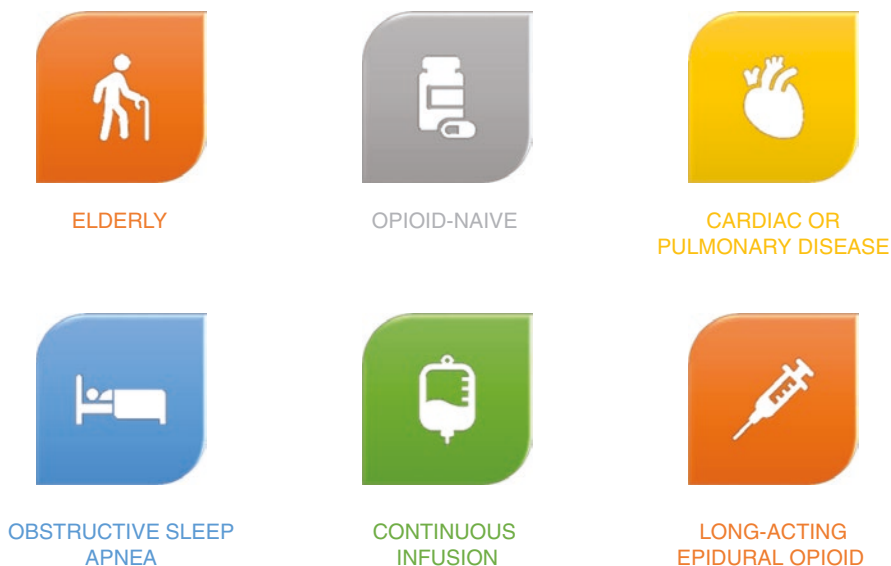 ELDERLY
OPIOID-NAIVE
CARDIAC OR
PULMONARY DISEASE
OBSTRUCTIVE SLEEP
APNEA
CONTINUOUS
INFUSION
LONG-ACTING
EPIDURAL OPIOID